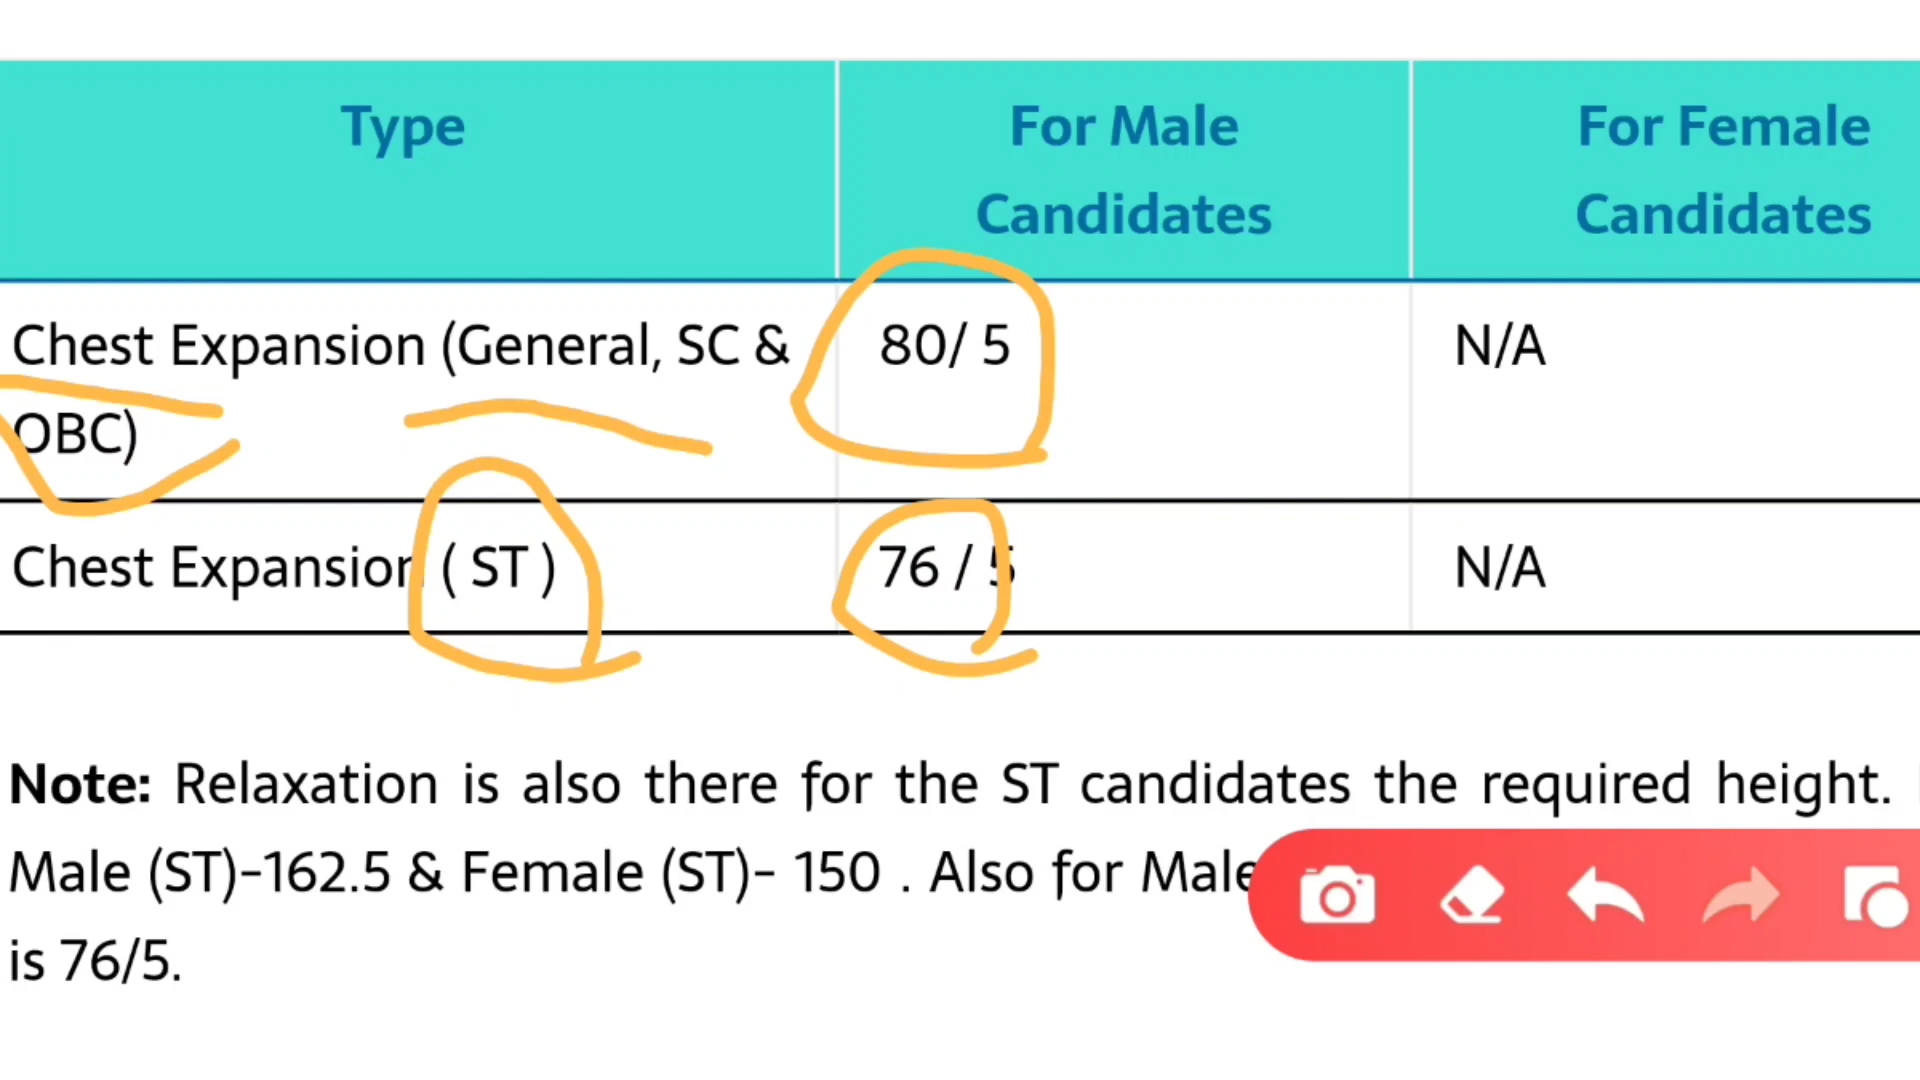 Type
For Male
Candidates
For Female
Candidates
Chest Expansion (General, SC &
OBC)
80/ 5
N/A
Chest Expansion ( ST )
76 / 5
N/A
Note: Relaxation is also there for the ST candidates the required height.
Male (ST)-162.5 & Female (ST)- 150 . Also for Male
is 76/5.